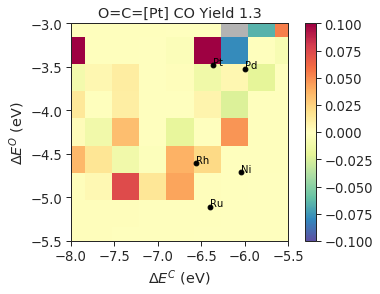 O=C=[Pt] CO Yield 1.3
−3.0
−3.5
−4.0
−4.5
−5.0
−5.5
ΔE^O (eV)
Pt
Pd
Rh
Ni
Ru
−8.0 −7.5 −7.0 −6.5 −6.0 −5.5
ΔE^C (eV)
0.100
0.075
0.050
0.025
0.000
−0.025
−0.050
−0.075
−0.100